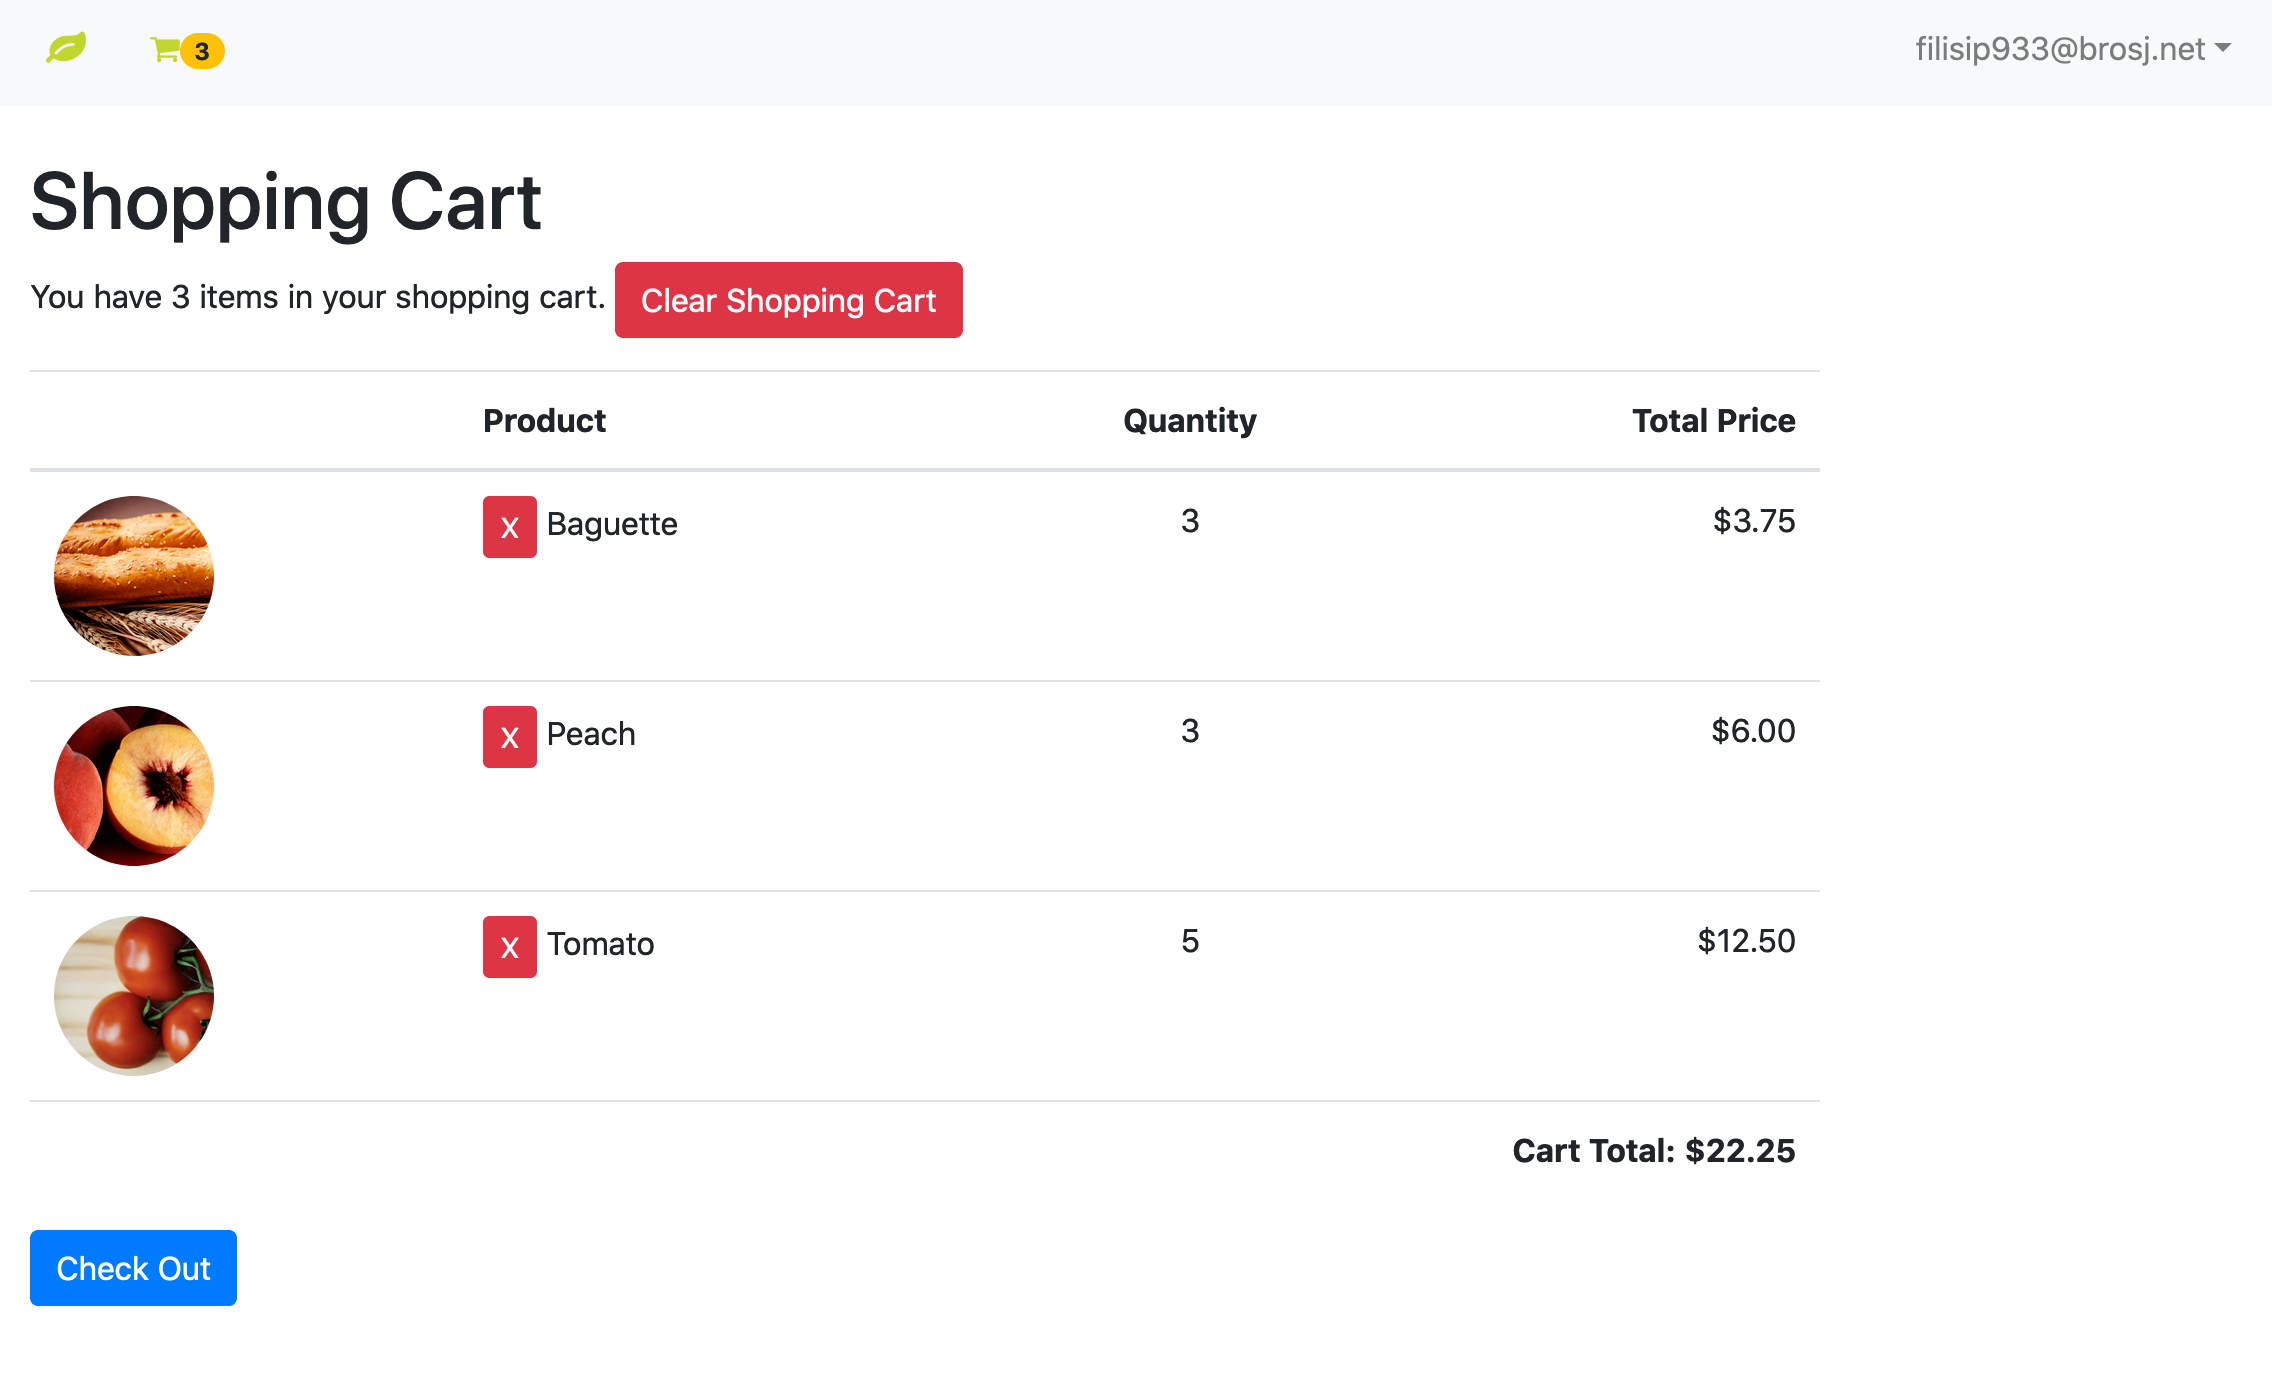 3 filisip933@brosj.net
Shopping Cart
You have 3 items in your shopping cart. Clear Shopping Cart
Product Quantity Total Price
X Baguette 3 $3.75
X Peach 3 $6.00
X Tomato 5 $12.50
Cart Total: $22.25
Check Out